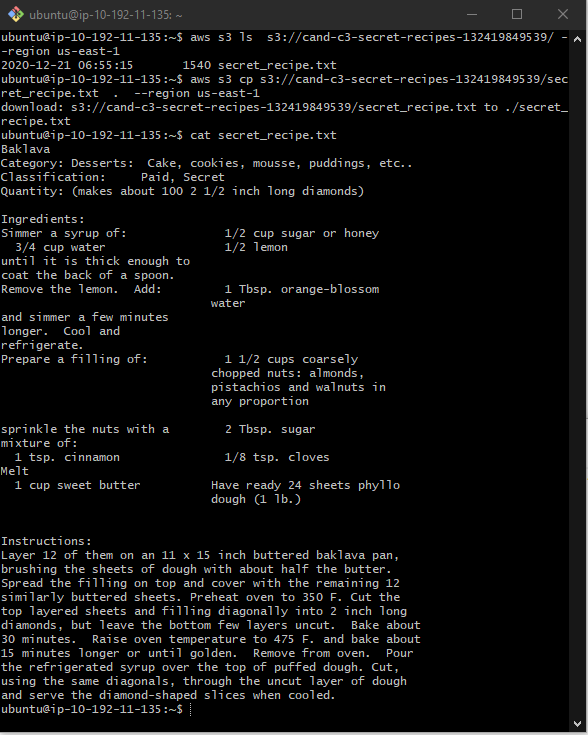 ubuntu@ip-10-192-11-135: ~
ubuntu@ip-10-192-11-135:~$ aws s3 ls  s3://cand-c3-secret-recipes-132419849539/ -
-region us-east-1
2020-12-21 06:55:15       1540 secret_recipe.txt
ubuntu@ip-10-192-11-135:~$ aws s3 cp s3://cand-c3-secret-recipes-132419849539/sec
ret_recipe.txt  .  --region us-east-1
download: s3://cand-c3-secret-recipes-132419849539/secret_recipe.txt to ./secret_
recipe.txt
ubuntu@ip-10-192-11-135:~$ cat secret_recipe.txt
Baklava
Category: Desserts:  Cake, cookies, mousse, puddings, etc..
Classification:     Paid, Secret
Quantity: (makes about 100 2 1/2 inch long diamonds)

Ingredients:
Simmer a syrup of:              1/2 cup sugar or honey
  3/4 cup water                 1/2 lemon
until it is thick enough to
coat the back of a spoon.
Remove the lemon.  Add:         1 Tbsp. orange-blossom
                              water
and simmer a few minutes
longer.  Cool and
refrigerate.
Prepare a filling of:           1 1/2 cups coarsely
                              chopped nuts: almonds,
                              pistachios and walnuts in
                              any proportion

sprinkle the nuts with a        2 Tbsp. sugar
mixture of:
  1 tsp. cinnamon               1/8 tsp. cloves
Melt
  1 cup sweet butter          Have ready 24 sheets phyllo
                              dough (1 lb.)

Instructions:
Layer 12 of them on an 11 x 15 inch buttered baklava pan,
brushing the sheets of dough with about half the butter.
Spread the filling on top and cover with the remaining 12
similarly buttered sheets. Preheat oven to 350 F. Cut the
top layered sheets and filling diagonally into 2 inch long
diamonds, but leave the bottom few layers uncut.  Bake about
30 minutes.  Raise oven temperature to 475 F. and bake about
15 minutes longer or until golden.  Remove from oven.  Pour
the refrigerated syrup over the top of puffed dough. Cut,
using the same diagonals, through the uncut layer of dough
and serve the diamond-shaped slices when cooled.
ubuntu@ip-10-192-11-135:~$